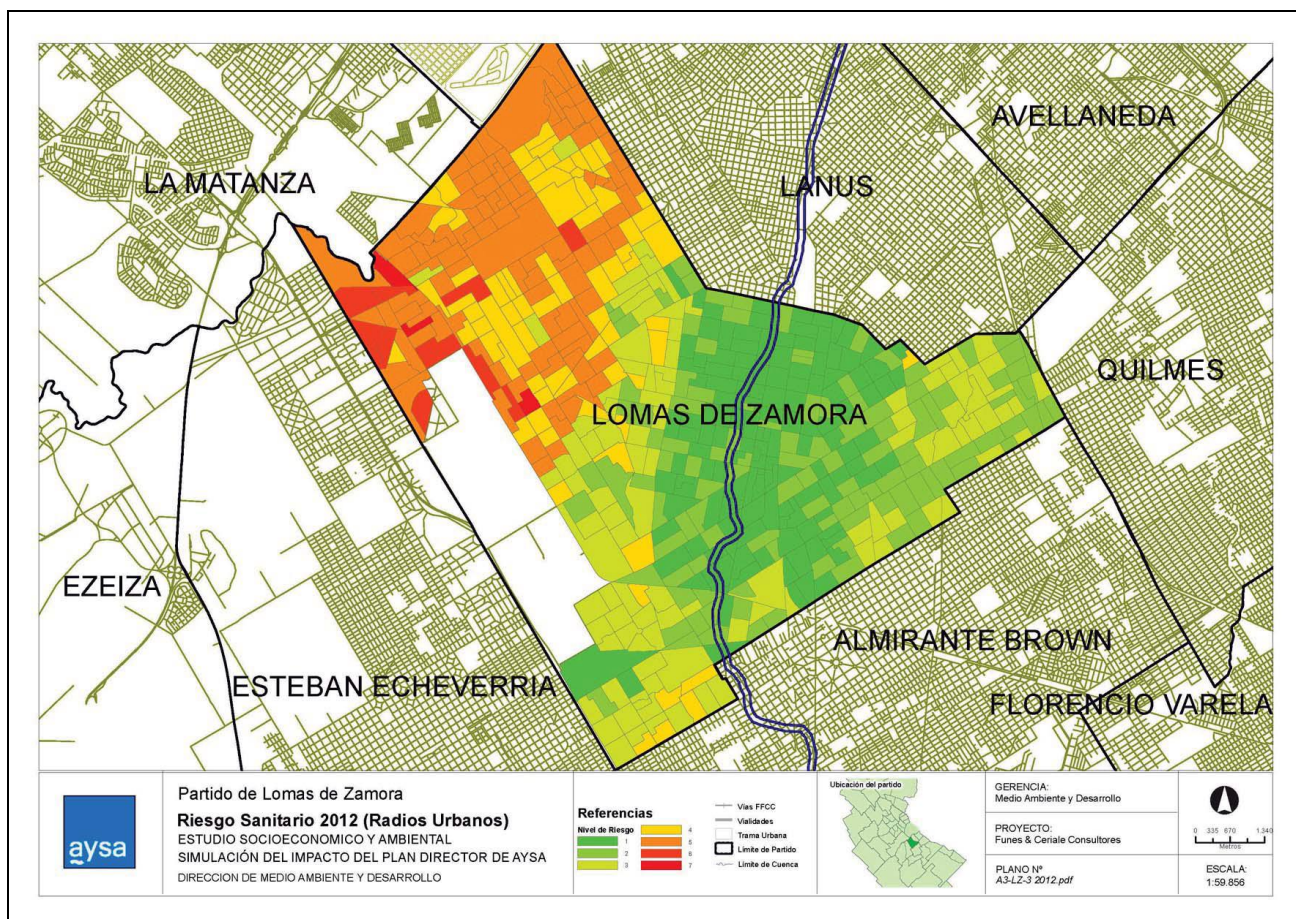 AVELLANEDA
LA MATANZA
LANUS
QUILMES
LOMAS DE ZAMORA
EZEIZA
ALMIRANTE BROWN
ESTEBAN ECHEVERRIA
FLORENCIO VARELA
aysa
Partido de Lomas de Zamora
Riesgo Sanitario 2012 (Radios Urbanos)
ESTUDIO SOCIOECONOMICO Y AMBIENTAL
SIMULACIÓN DEL IMPACTO DEL PLAN DIRECTOR DE AYSA
DIRECCION DE MEDIO AMBIENTE Y DESARROLLO
Referencias
Nivel de Riesgo
1
2
3
4
5
6
7
Vías FFCC
Vialidades
Trama Urbana
Límite de Partido
Límite de Cuenca
Ubicación del partido
GERENCIA:
Medio Ambiente y Desarrollo
PROYECTO:
Funes & Ceriale Consultores
PLANO Nº
A3-LZ-3 2012.pdf
0 335 670 1.340
Metros
ESCALA:
1:59.856